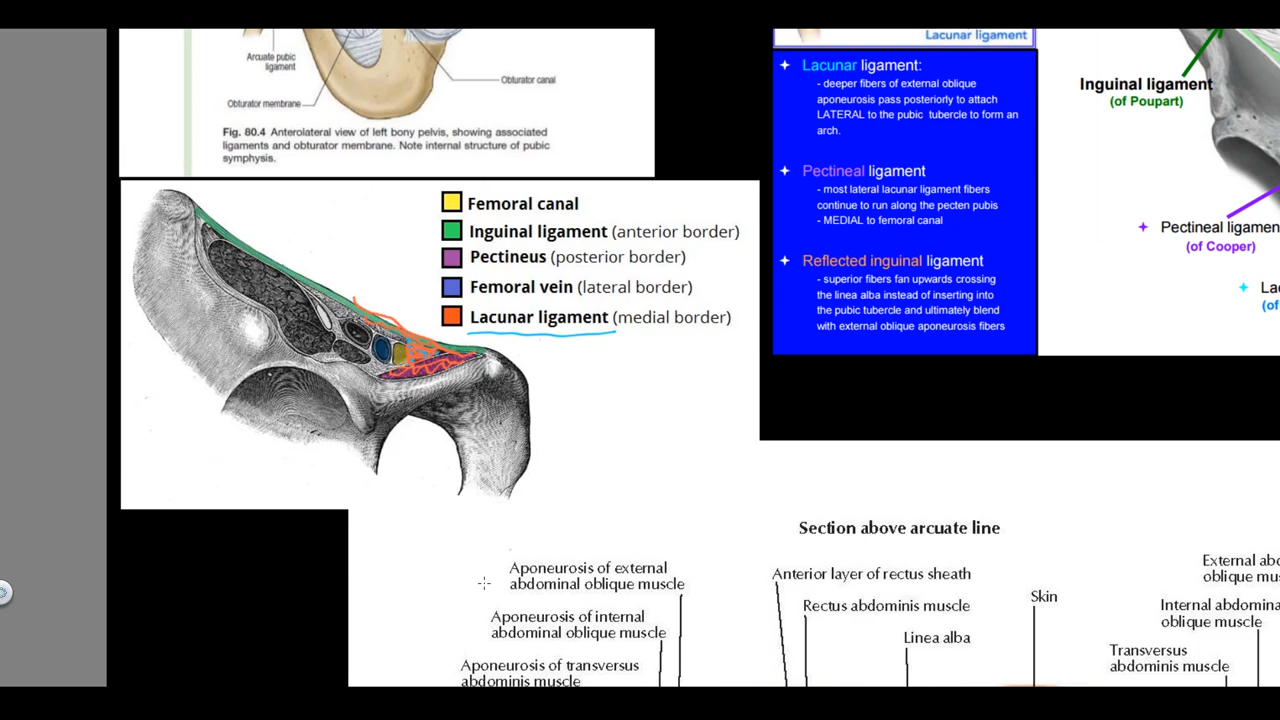 Arcuate pubic
ligament
Obturator canal
Obturator membrane
Fig. 80.4 Anterolateral view of left bony pelvis, showing associated
ligaments and obturator membrane. Note internal structure of pubic
symphysis.
Femoral canal
Inguinal ligament (anterior border)
Pectineus (posterior border)
Femoral vein (lateral border)
Lacunar ligament (medial border)
Lacunar ligament
Lacunar ligament:
- deeper fibers of external oblique
aponeurosis pass posteriorly to attach
LATERAL to the pubic tubercle to form an
arch.
Pectineal ligament
- most lateral lacunar ligament fibers
continue to run along the pecten pubis
- MEDIAL to femoral canal
Reflected inguinal ligament
- superior fibers fan upwards crossing
the linea alba instead of inserting into
the pubic tubercle and ultimately blend
with external oblique aponeurosis fibers
Inguinal ligament
(of Poupart)
Pectineal ligamen
(of Cooper)
La
(of
Section above arcuate line
Aponeurosis of external
abdominal oblique muscle
Aponeurosis of internal
abdominal oblique muscle
Aponeurosis of transversus
abdominis muscle
Anterior layer of rectus sheath
Rectus abdominis muscle
Linea alba
Skin
External abd
oblique mus
Internal abdomina
oblique muscle
Transversus
abdominis muscle